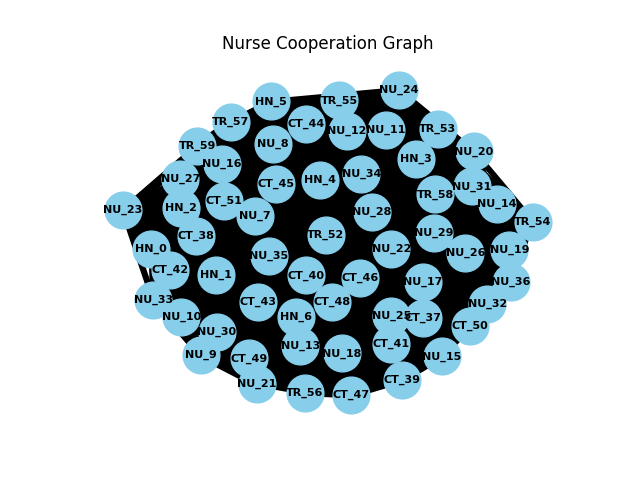 Nurse Cooperation Graph
NU_24
HN_5
TR_55
TR_57
CT_44
NU_12
NU_11
TR_53
TR_59
NU_8
NU_20
NU_16
HN_3
NU_27
CT_45
HN_4
NU_34
NU_31
TR_58
CT_51
NU_14
NU_23
HN_2
NU_7
NU_28
TR_54
CT_38
TR_52
NU_29
HN_0
NU_22
NU_19
NU_35
NU_26
CT_42
HN_1
CT_40
CT_46
NU_17
NU_36
NU_33
CT_43
CT_48
NU_32
NU_10
HN_6
NU_25
CT_37
CT_50
NU_30
NU_9
CT_49
NU_13
NU_18
CT_41
NU_15
NU_21
TR_56
CT_47
CT_39